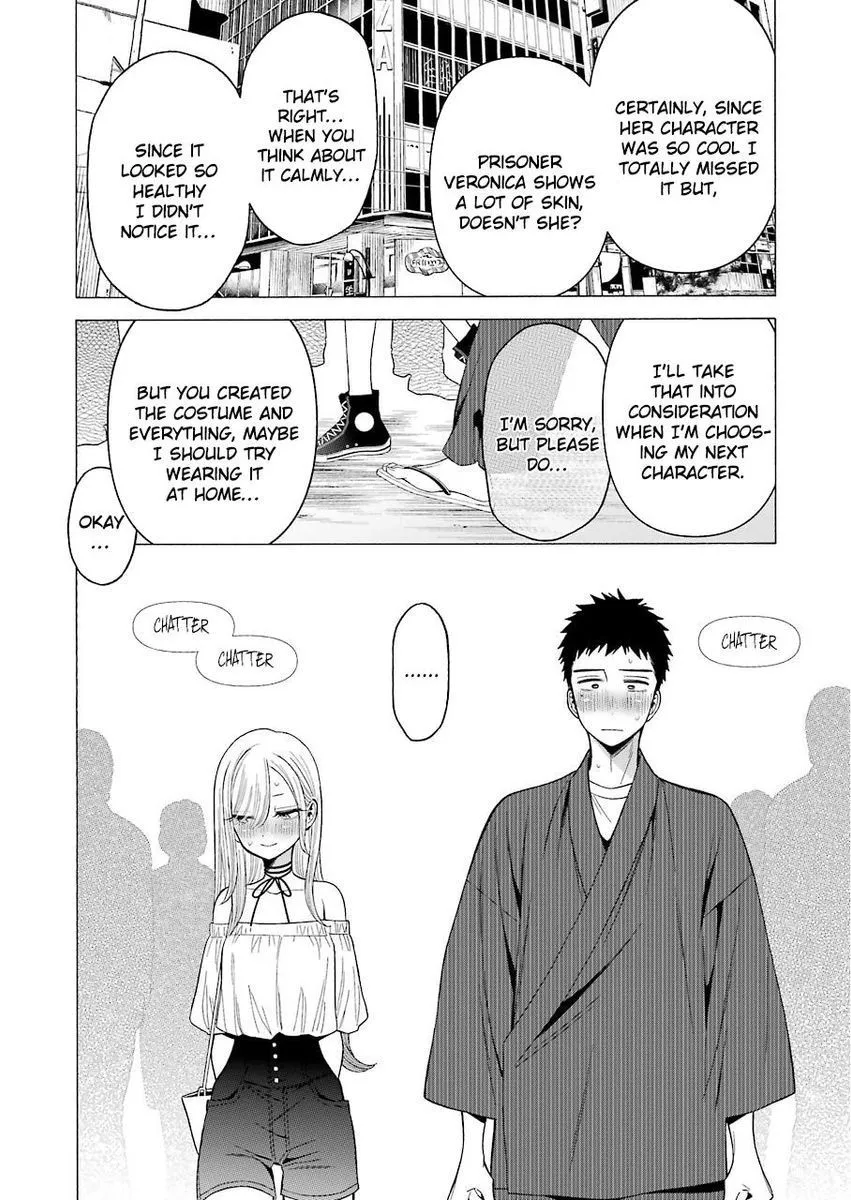 CERTAINLY, SINCE
HER CHARACTER
WAS SO COOL I
TOTALLY MISSED
IT BUT,
PRISONER
VERONICA SHOWS
A LOT OF SKIN,
DOESN'T SHE?
THAT'S
RIGHT...
WHEN YOU
THINK ABOUT
IT CALMLY...
SINCE IT
LOOKED SO
HEALTHY
I DIDN'T
NOTICE IT...
ZA
I'LL TAKE
THAT INTO
CONSIDERATION
WHEN I'M CHOOS-
ING MY NEXT
CHARACTER.
I'M SORRY,
BUT PLEASE
DO...
BUT YOU CREATED
THE COSTUME AND
EVERYTHING, MAYBE
I SHOULD TRY
WEARING IT
AT HOME...
OKAY
...
CHATTER
......
CHATTER
CHATTER